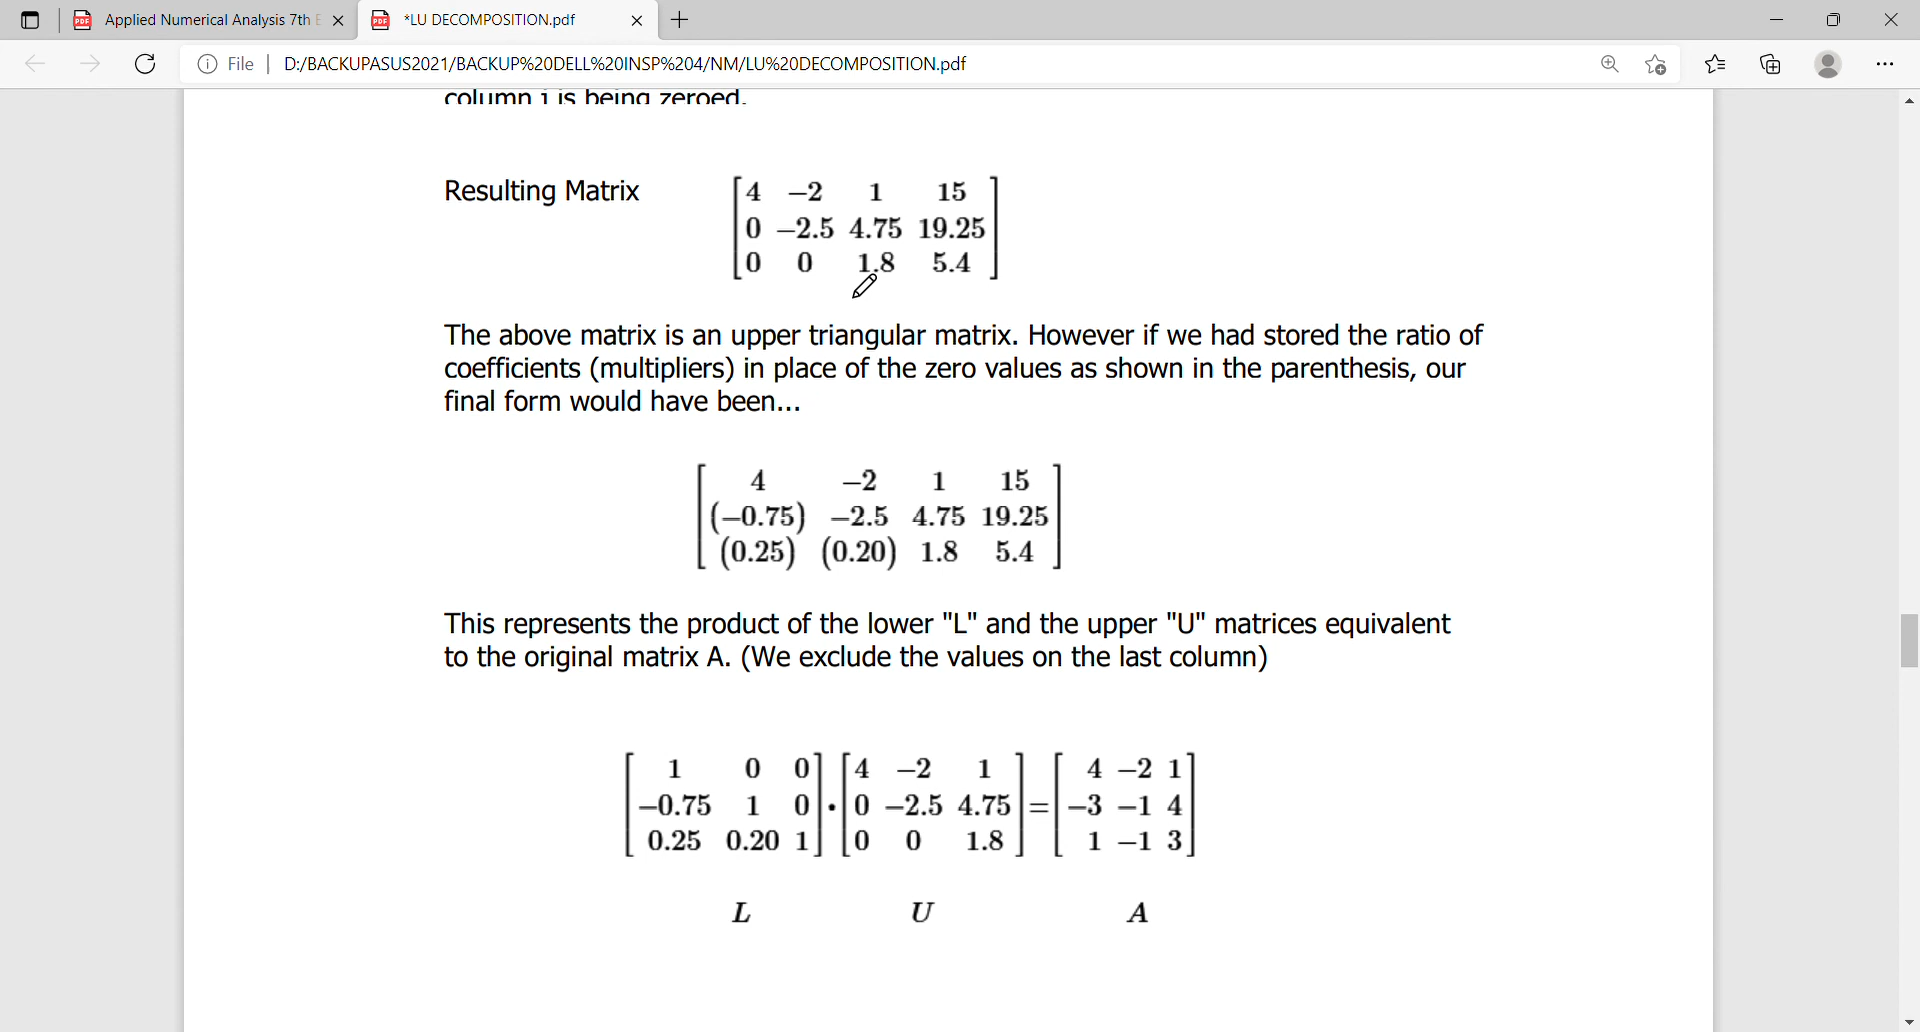 Applied Numerical Analysis 7th E
*LU DECOMPOSITION.pdf
File
D:/BACKUPASUS2021/BACKUP%20DELL%20INSP%204/NM/LU%20DECOMPOSITION.pdf
column i is being zeroed.
Resulting Matrix
4 −2 1 15
0 −2.5 4.75 19.25
0 0 1.8 5.4
The above matrix is an upper triangular matrix. However if we had stored the ratio of
coefficients (multipliers) in place of the zero values as shown in the parenthesis, our
final form would have been...
4 −2 1 15
(−0.75) −2.5 4.75 19.25
(0.25) (0.20) 1.8 5.4
This represents the product of the lower "L" and the upper "U" matrices equivalent
to the original matrix A. (We exclude the values on the last column)
1 0 0 4 −2 1 4 −2 1
−0.75 1 0 • 0 −2.5 4.75 = −3 −1 4
0.25 0.20 1 0 0 1.8 1 −1 3
L U A